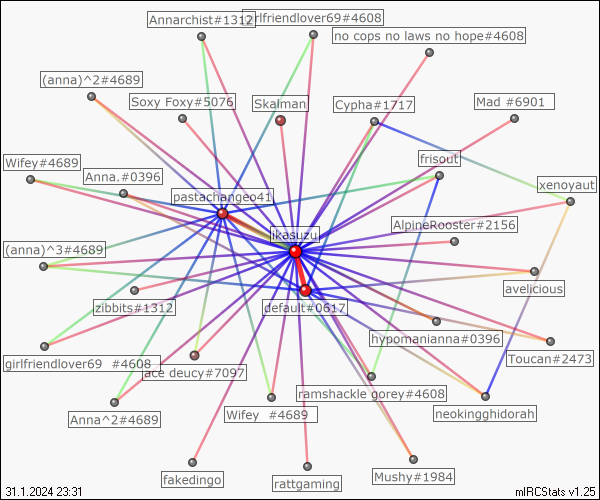 Annarchist#1312
girlfriendlover69#4608
no cops no laws no hope#4608
(anna)^2#4689
Soxy Foxy#5076
Skalman
Cypha#1717
Mad #6901
Wifey#4689
Anna.#0396
frisout
xenoyaut
pastachangeo41
ikasuzu
AlpineRooster#2156
(anna)^3#4689
avelicious
zibbits#1312
default#0617
hypomanianna#0396
girlfriendlover69 #4608
ace deucy#7097
Toucan#2473
ramshackle gorey#4608
Anna^2#4689
Wifey #4689
neokingghidorah
fakedingo
rattgaming
Mushy#1984
31.1.2024 23:31
mIRCStats v1.25